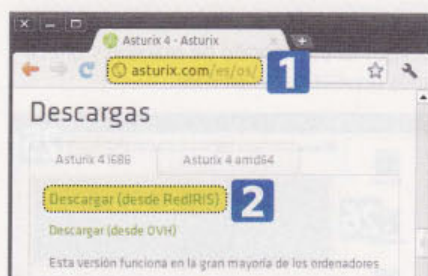 Asturix 4 - Asturix
asturix.com/es/os/
1
Descargas
Asturix 4 i686
Asturix 4 amd64
Descargar (desde RedIRIS)
2
Descargar (desde OVH)
Esta versión funciona en la gran mayoría de los ordenadores